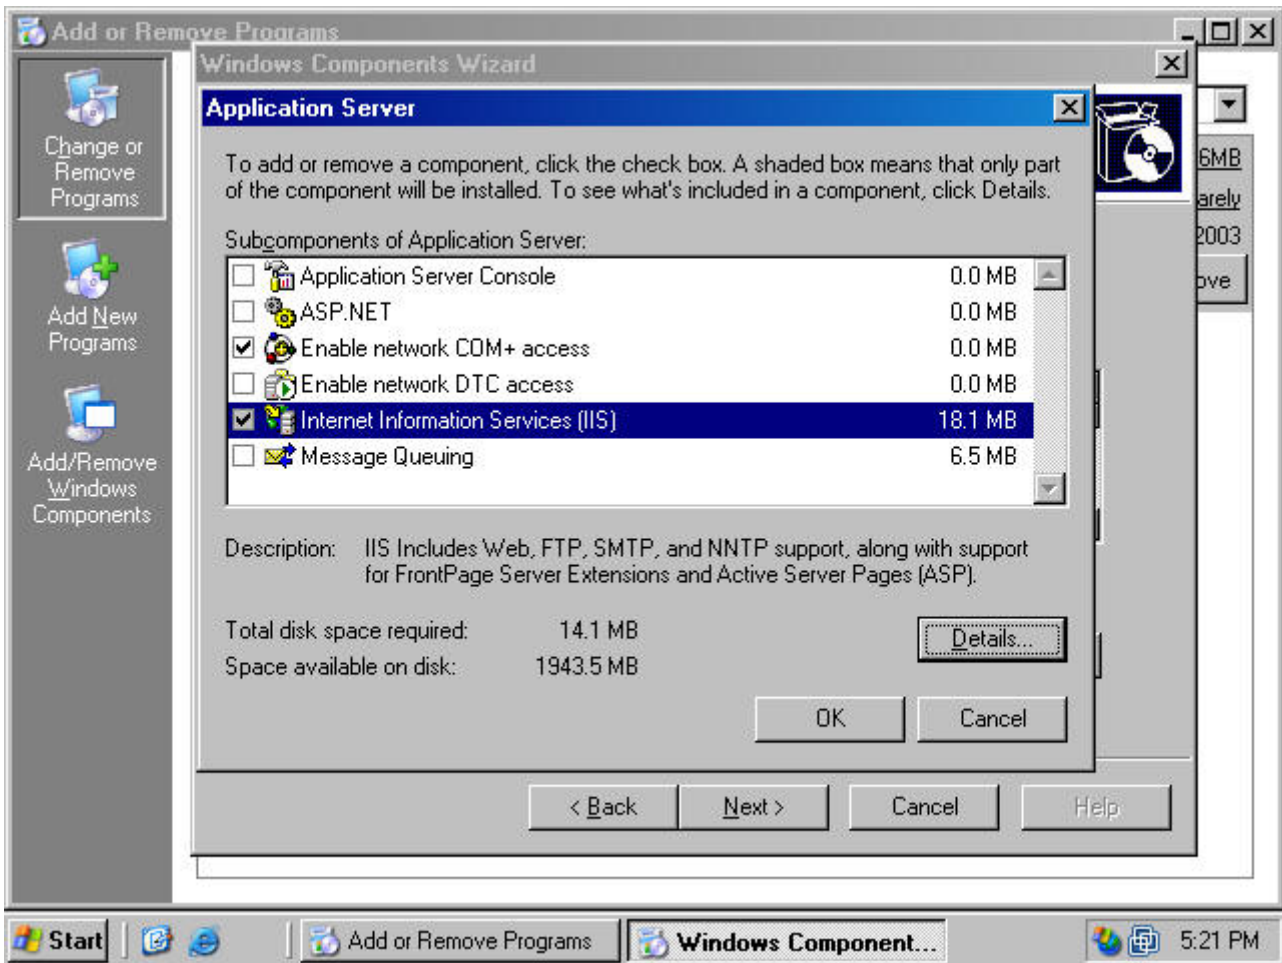 Add or Remove Programs
Windows Components Wizard
Application Server
Change or
Remove
Programs
Add New
Programs
Add/Remove
Windows
Components
To add or remove a component, click the check box. A shaded box means that only part
of the component will be installed. To see what's included in a component, click Details.
Subcomponents of Application Server:
Application Server Console 0.0 MB
ASP.NET 0.0 MB
Enable network COM+ access 0.0 MB
Enable network DTC access 0.0 MB
Internet Information Services (IIS) 18.1 MB
Message Queuing 6.5 MB
Description: IIS Includes Web, FTP, SMTP, and NNTP support, along with support
for FrontPage Server Extensions and Active Server Pages (ASP).
Total disk space required: 14.1 MB
Space available on disk: 1943.5 MB
Details...
OK Cancel
< Back Next > Cancel Help
6MB
arely
2003
ove
Start Add or Remove Programs Windows Component... 5:21 PM